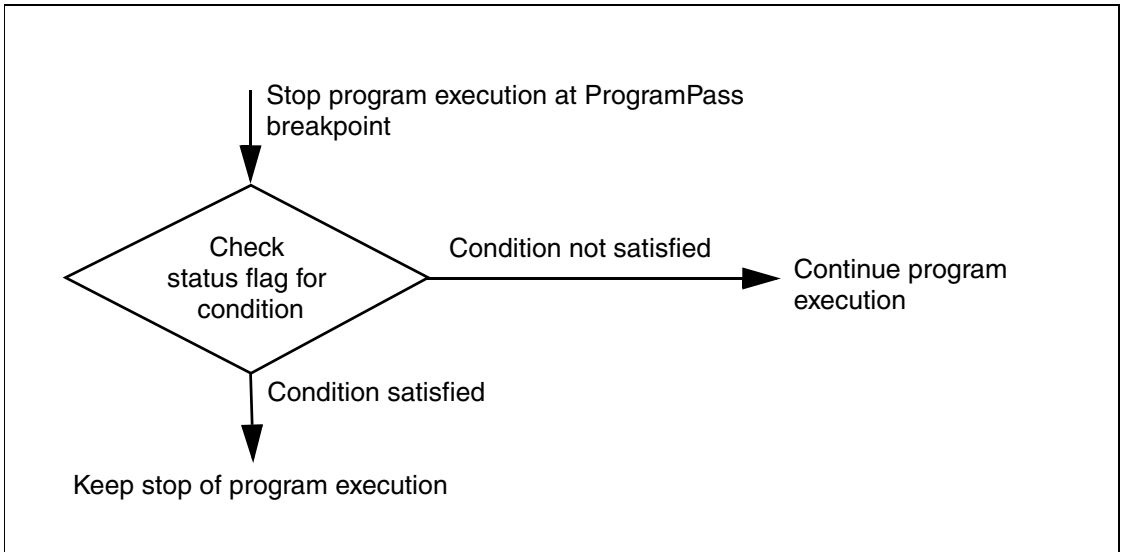 Stop program execution at ProgramPass
breakpoint
Check
status flag for
condition
Condition not satisfied
Continue program
execution
Condition satisfied
Keep stop of program execution